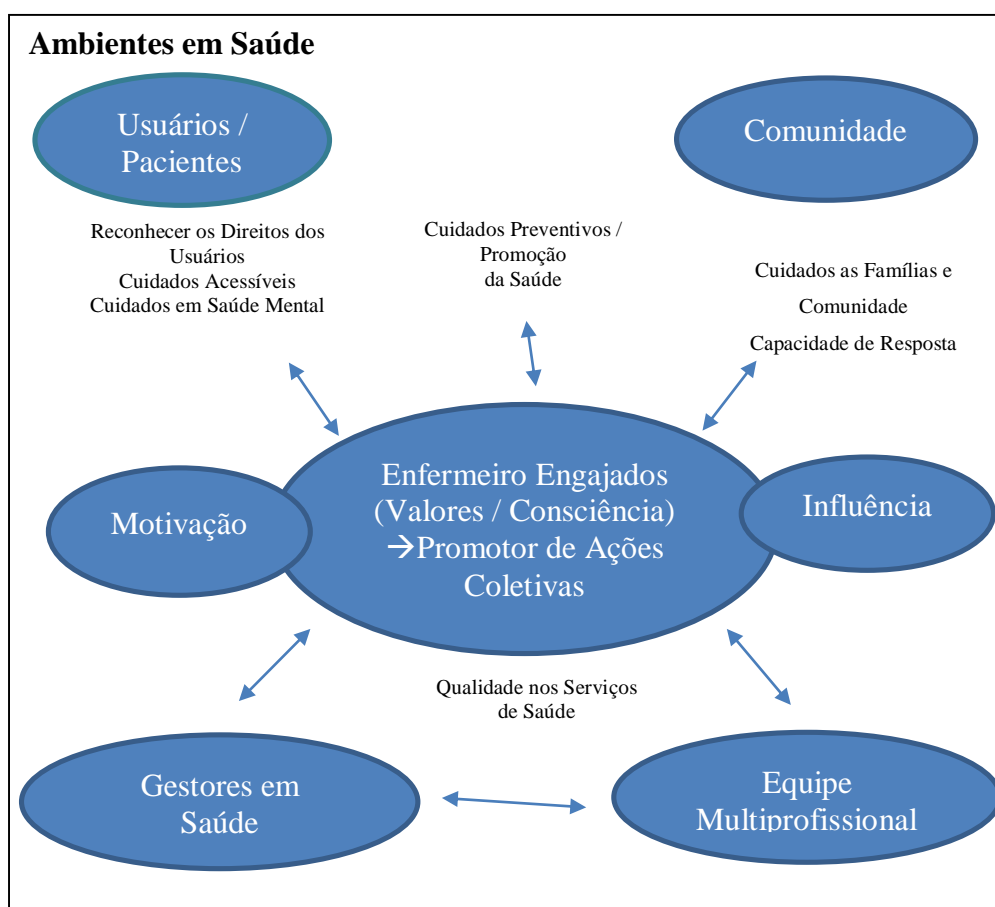 Ambientes em Saúde
Usuários /
Pacientes
Comunidade
Reconhecer os Direitos dos
Usuários
Cuidados Acessíveis
Cuidados em Saúde Mental
Cuidados Preventivos /
Promoção
da Saúde
Cuidados as Famílias e
Comunidade
Capacidade de Resposta
Motivação
Enfermeiro Engajados
(Valores / Consciência)
→Promotor de Ações
Coletivas
Influência
Qualidade nos Serviços
de Saúde
Gestores em
Saúde
Equipe
Multiprofissional